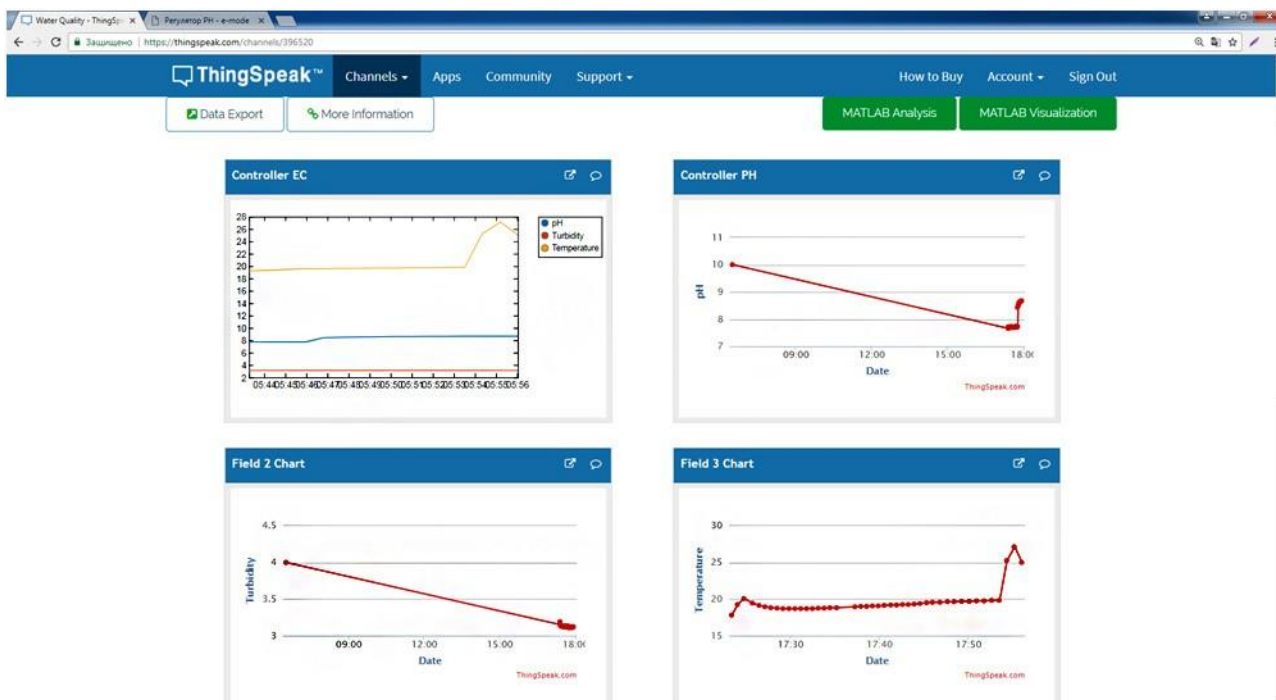 Water Quality - ThingSp
Регулятор PH - e-mode
Защищено | https://thingspeak.com/channels/396520
ThingSpeak™ Channels Apps Community Support How to Buy Account Sign Out
Data Export More Information MATLAB Analysis MATLAB Visualization
Controller EC
28
26
24
22
20
18
16
14
12
10
8
6
4
2
pH
Turbidity
Temperature
Controller PH
11
10
9
8
7
pH
09:00 12:00 15:00 18:0
Date
ThingSpeak.com
Field 2 Chart
4.5
4
3.5
3
Turbidity
09:00 12:00 15:00 18:0
Date
ThingSpeak.com
Field 3 Chart
30
25
20
15
Temperature
17:30 17:40 17:50
Date
ThingSpeak.com